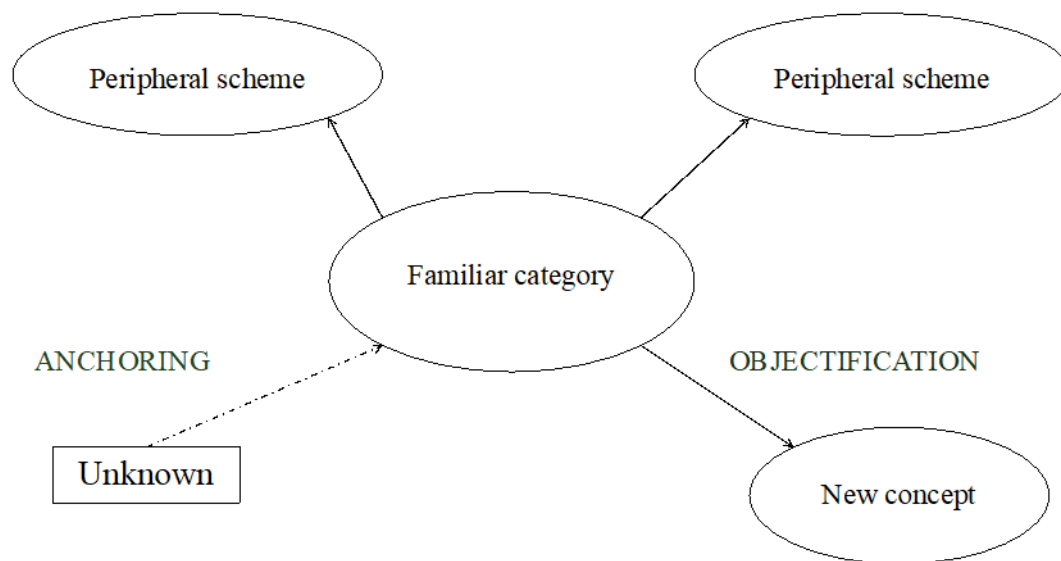 Peripheral scheme
Peripheral scheme
Familiar category
ANCHORING
OBJECTIFICATION
Unknown
New concept